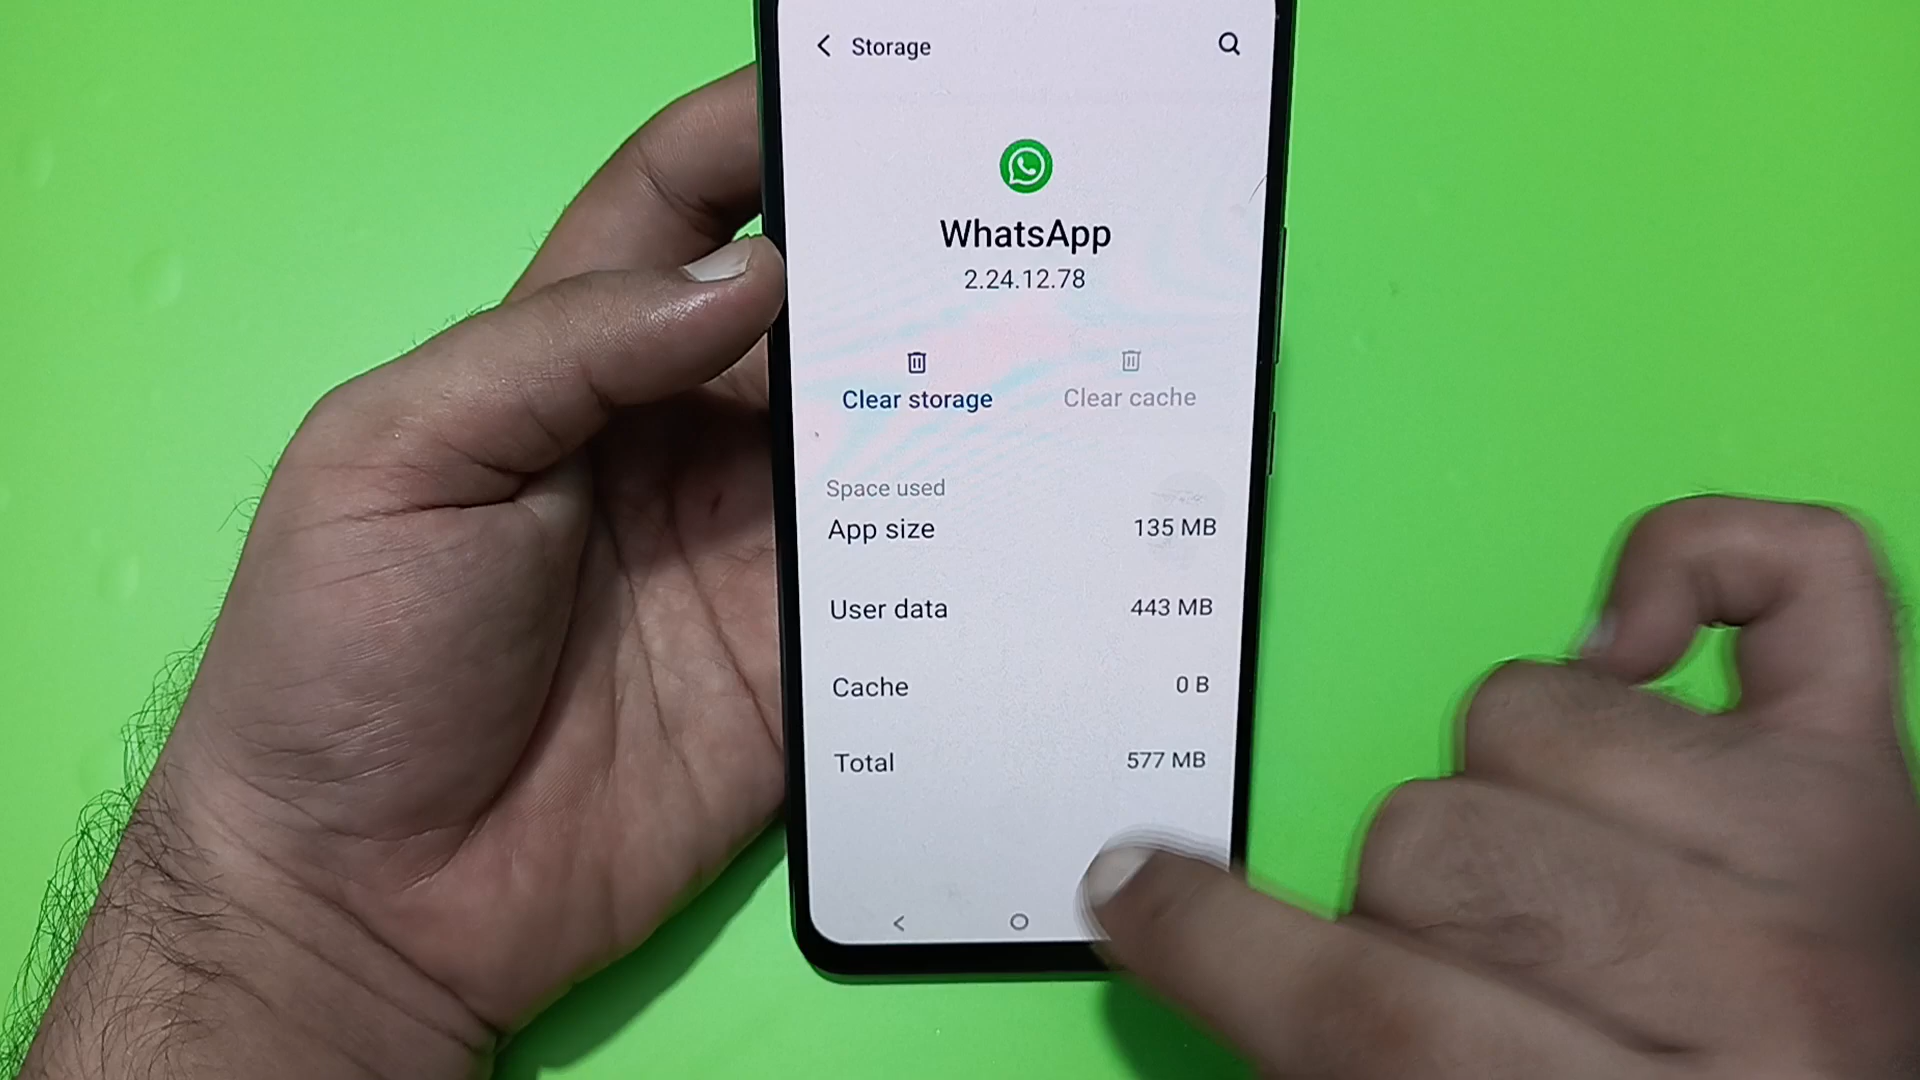 Storage
WhatsApp
2.24.12.78
Clear storage Clear cache
Space used
App size 135 MB
User data 443 MB
Cache 0 B
Total 577 MB